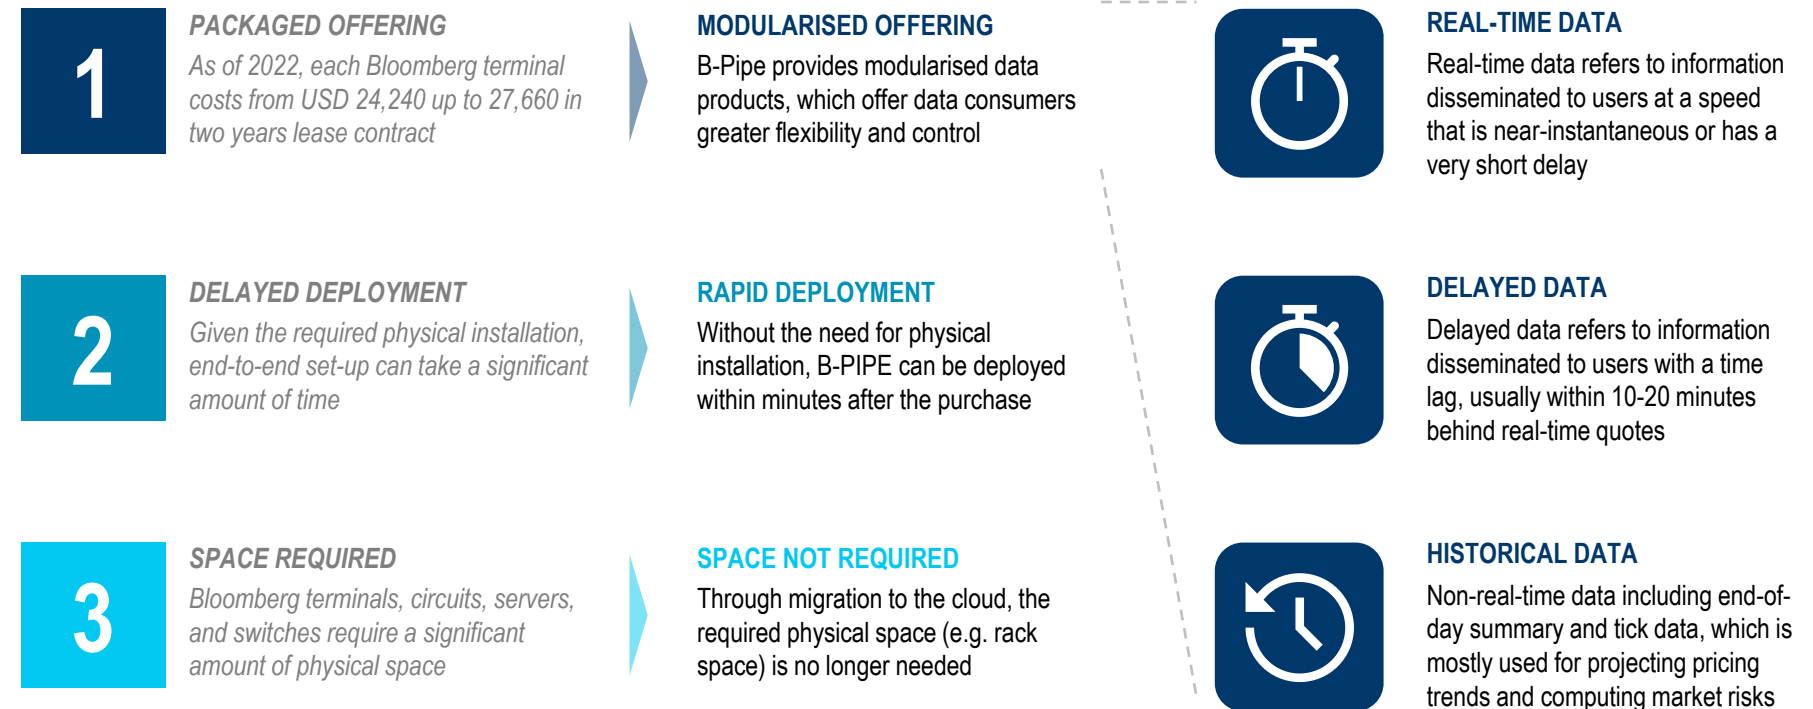 1
PACKAGED OFFERING
As of 2022, each Bloomberg terminal
costs from USD 24,240 up to 27,660 in
two years lease contract
MODULARISED OFFERING
B-Pipe provides modularised data
products, which offer data consumers
greater flexibility and control
REAL-TIME DATA
Real-time data refers to information
disseminated to users at a speed
that is near-instantaneous or has a
very short delay
2
DELAYED DEPLOYMENT
Given the required physical installation,
end-to-end set-up can take a significant
amount of time
RAPID DEPLOYMENT
Without the need for physical
installation, B-PIPE can be deployed
within minutes after the purchase
DELAYED DATA
Delayed data refers to information
disseminated to users with a time
lag, usually within 10-20 minutes
behind real-time quotes
3
SPACE REQUIRED
Bloomberg terminals, circuits, servers,
and switches require a significant
amount of physical space
SPACE NOT REQUIRED
Through migration to the cloud, the
required physical space (e.g. rack
space) is no longer needed
HISTORICAL DATA
Non-real-time data including end-of-
day summary and tick data, which is
mostly used for projecting pricing
trends and computing market risks